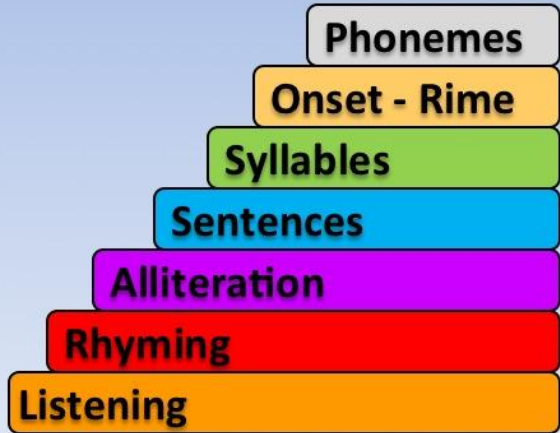 Phonemes
Onset - Rime
Syllables
Sentences
Alliteration
Rhyming
Listening